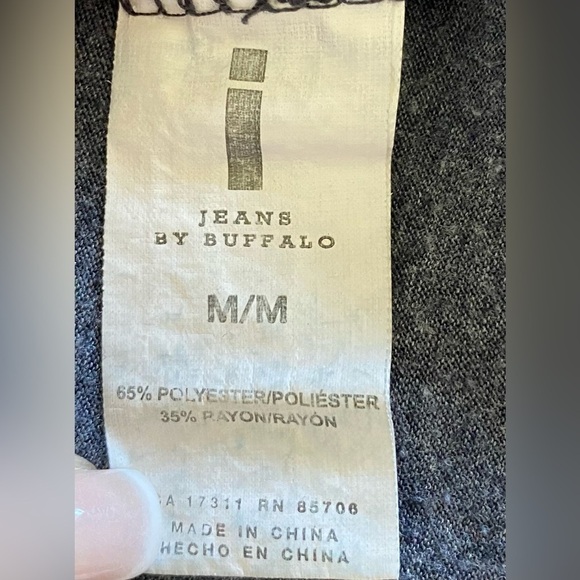 i
JEANS
BY BUFFALO
M/M
65% POLYESTER/POLIÉSTER
35% RAYON/RAYÓN
17311 RN 85706
MADE IN CHINA
HECHO EN CHINA